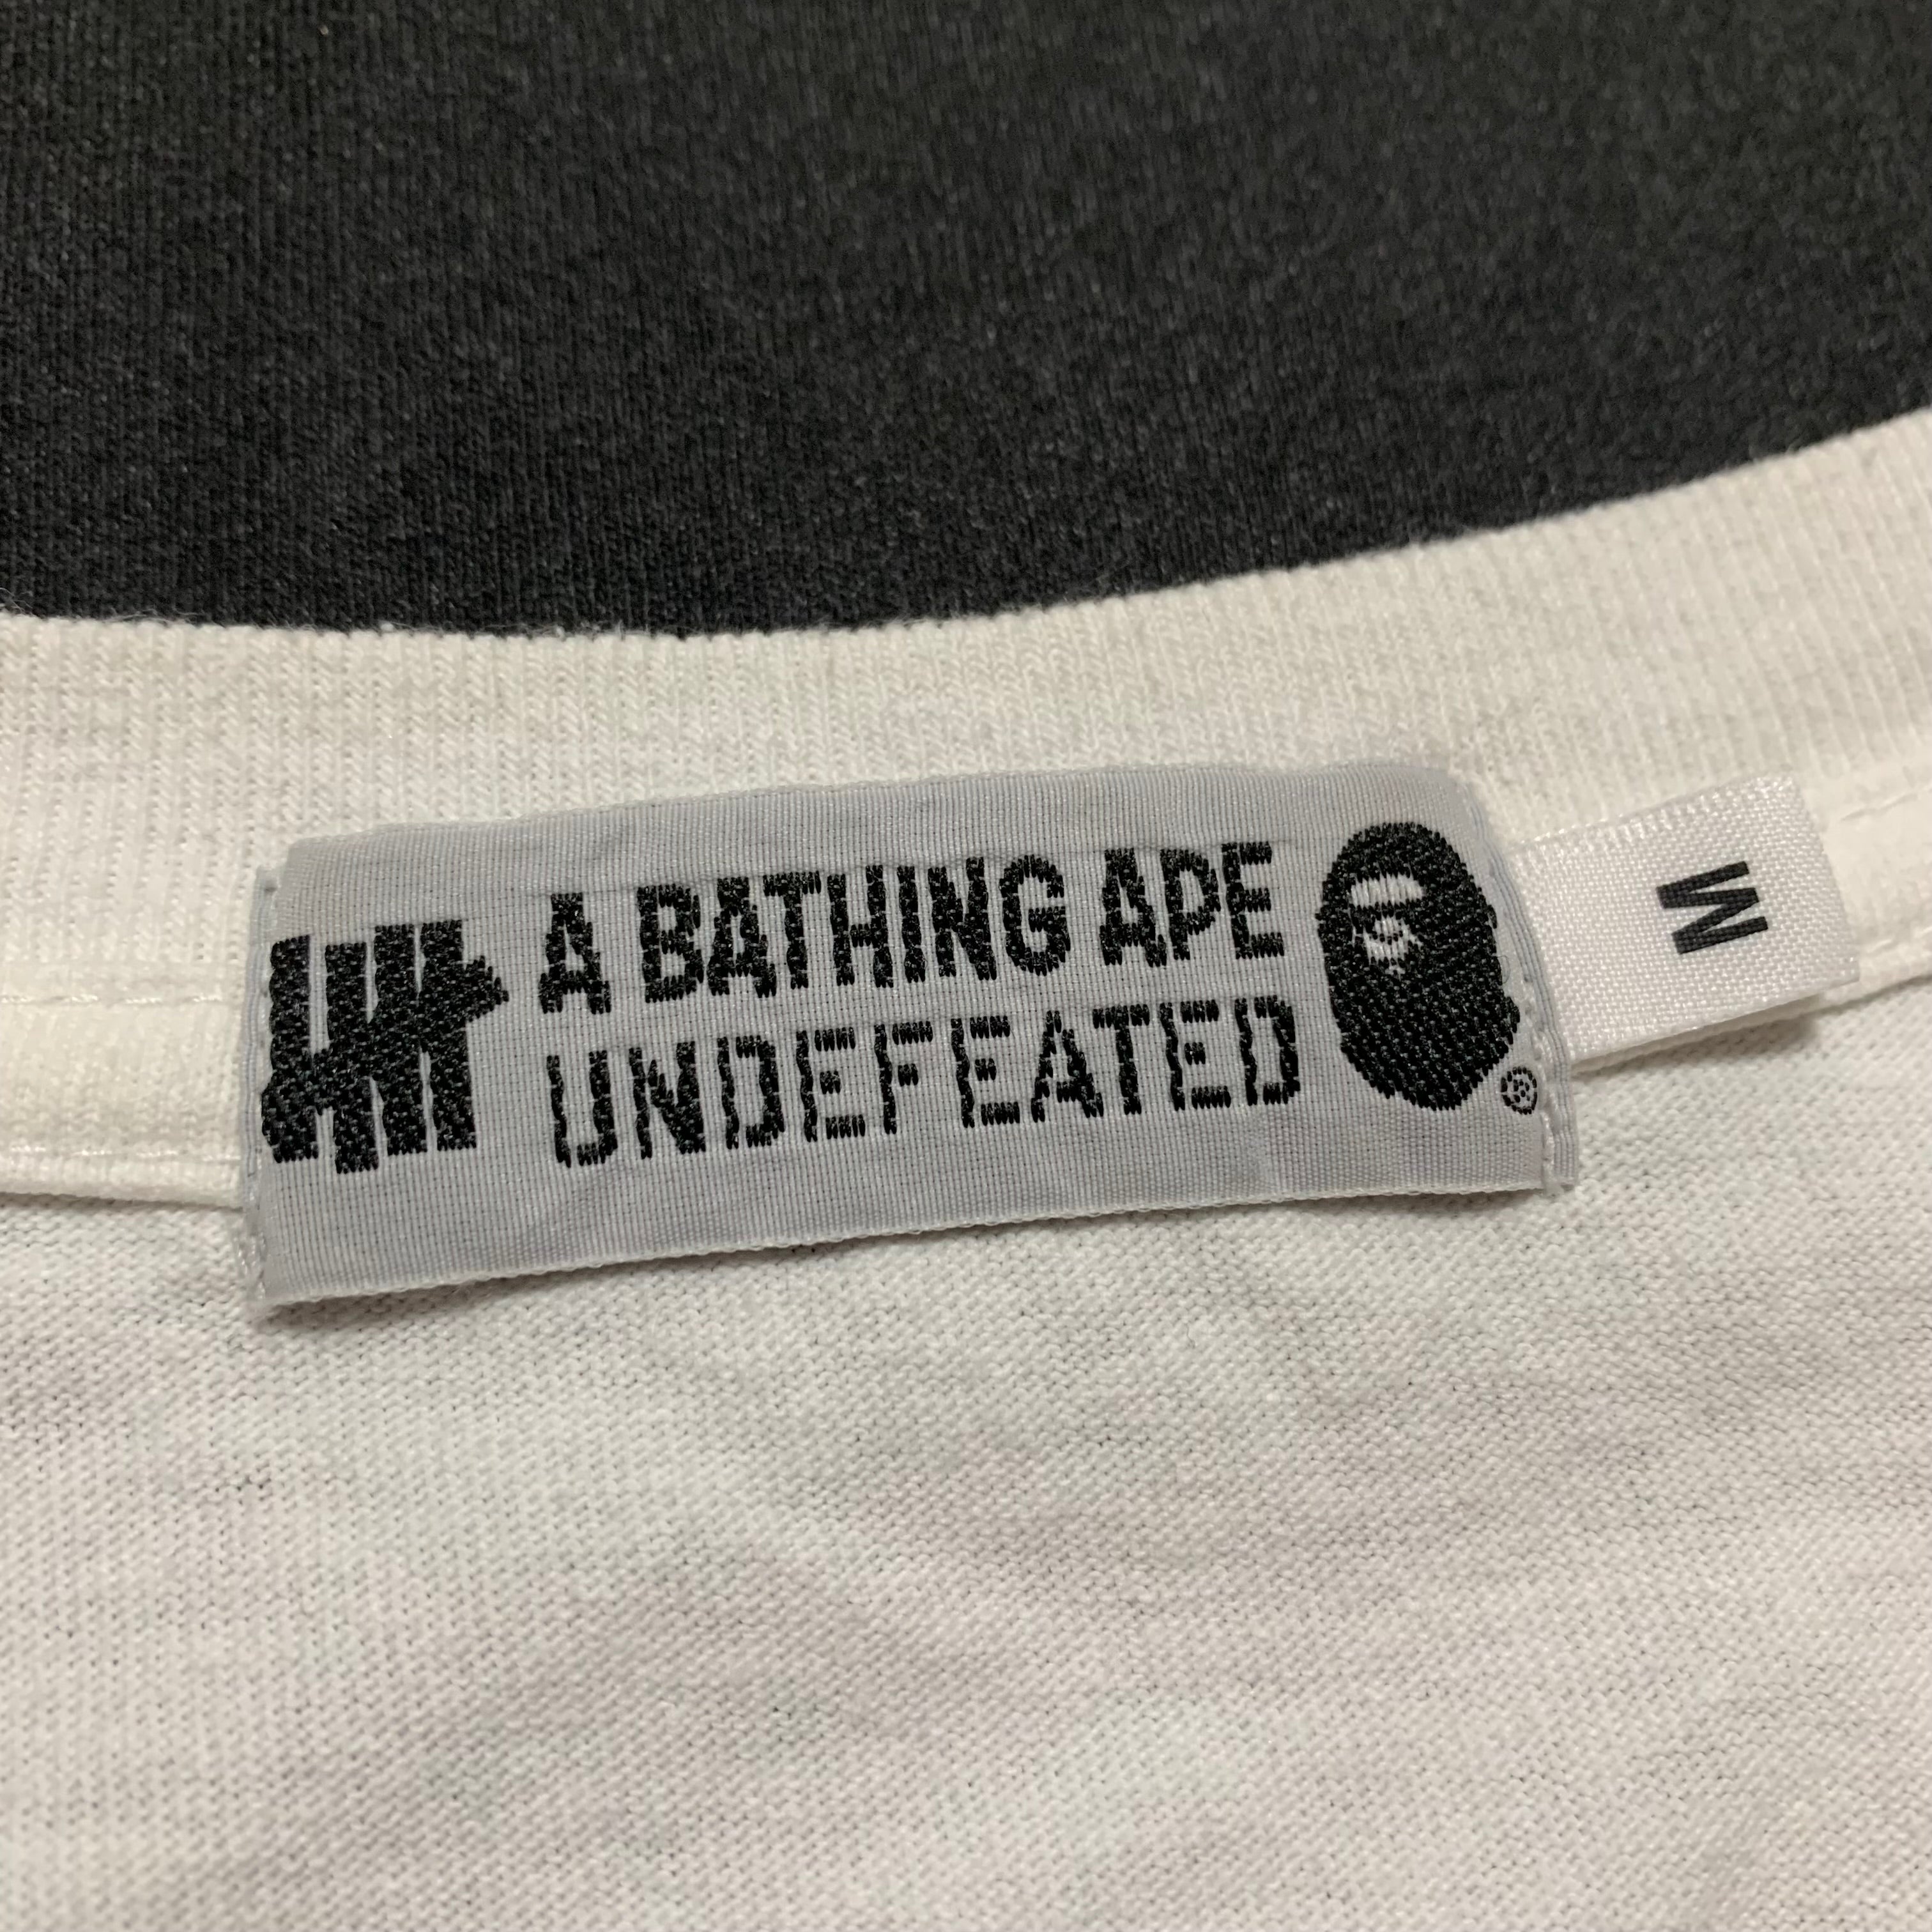 A BATHING APE
UNDEFEATED
®
M